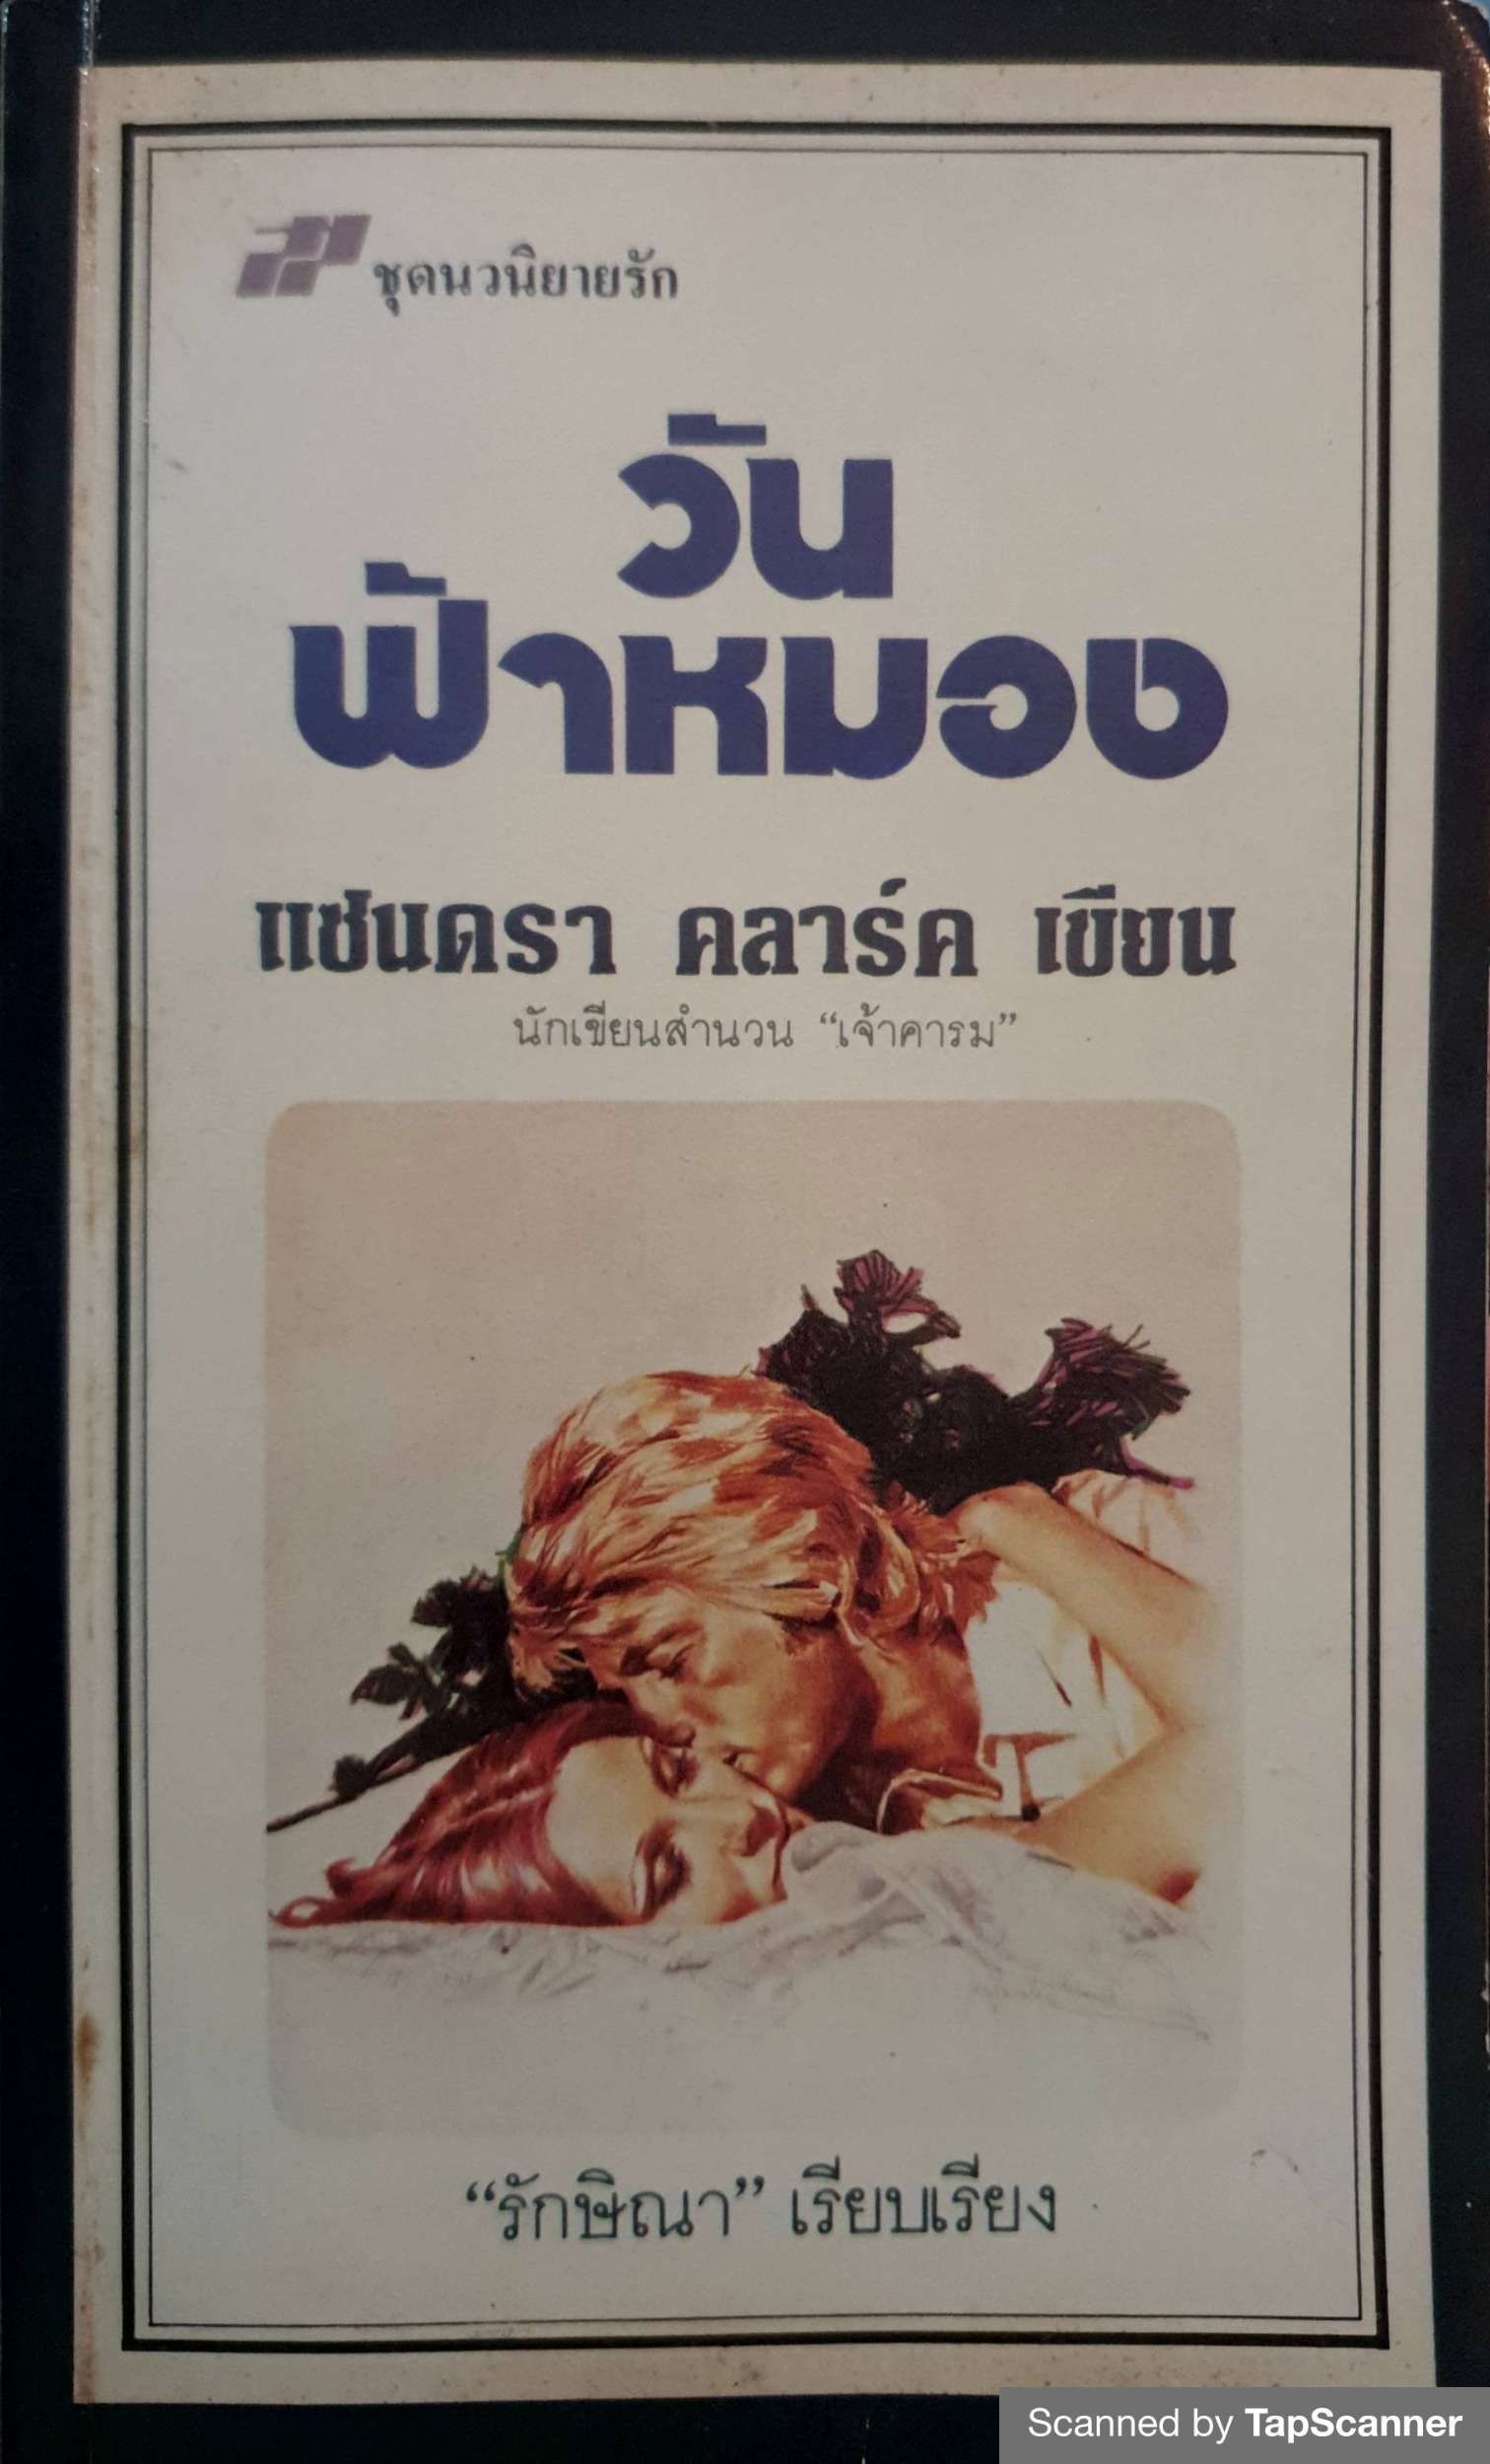 ชุดนวนิยายรัก
วัน
ฟ้าหมอง
แซนดรา คลาร์ค เขียน
นักเขียนสำนวน “เจ้าคารม”
“รักษิณา” เรียบเรียง
Scanned by TapScanner